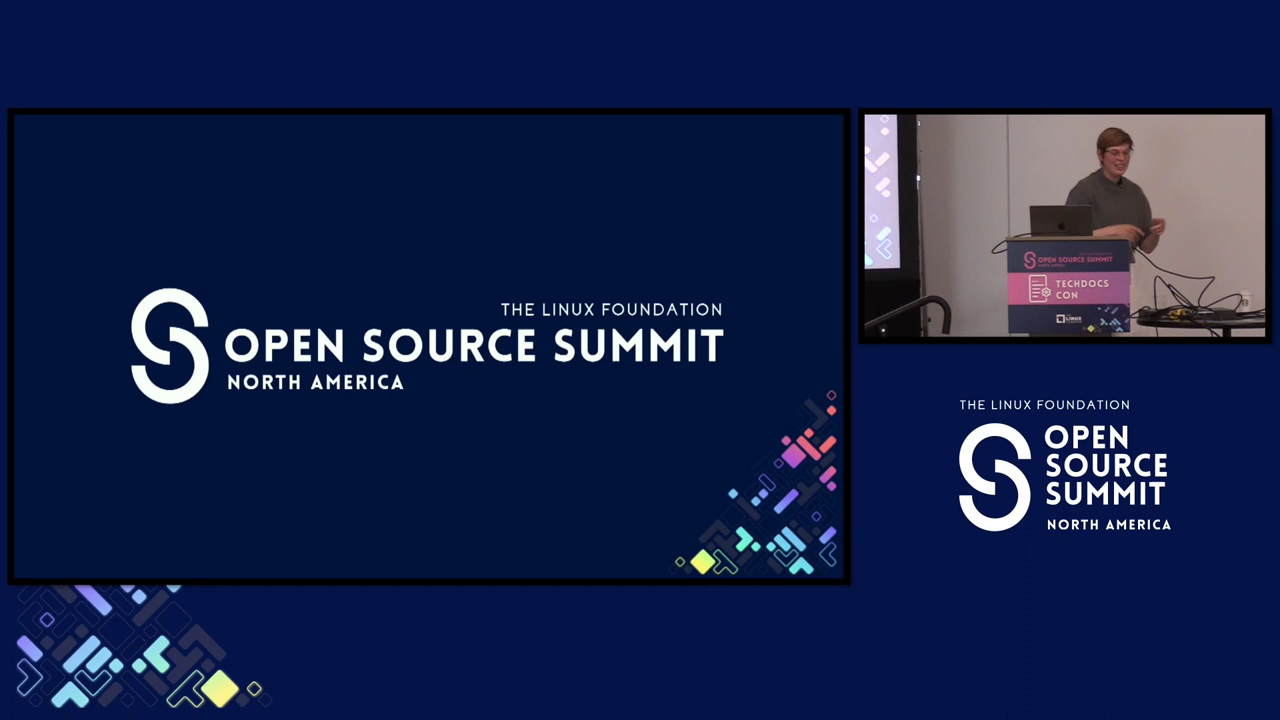 THE LINUX FOUNDATION
OPEN SOURCE SUMMIT
NORTH AMERICA
OPEN SOURCE SUMMIT
TECHDOCS
CON
LINUX
THE LINUX FOUNDATION
OPEN
SOURCE
SUMMIT
NORTH AMERICA